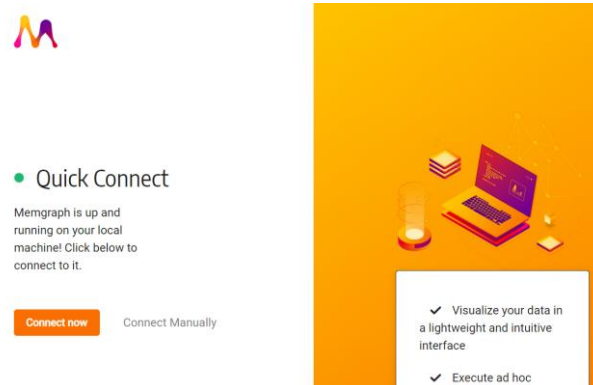 Quick Connect
Memgraph is up and
running on your local
machine! Click below to
connect to it.
Connect now
Connect Manually
✓ Visualize your data in
a lightweight and intuitive
interface
✓ Execute ad hoc